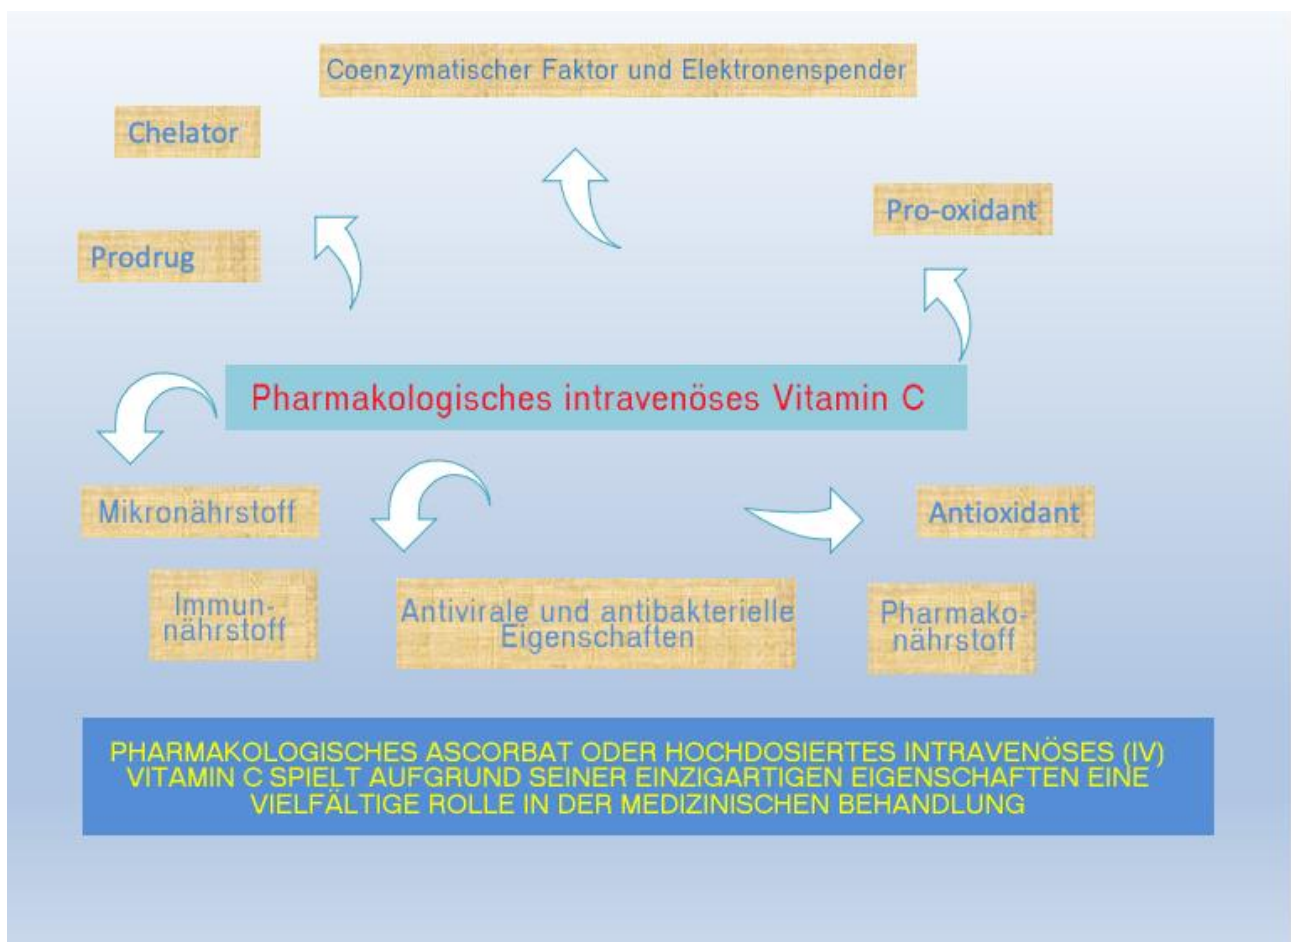 Coenzymatischer Faktor und Elektronenspender
Chelator
Pro-oxidant
Prodrug
Pharmakologisches intravenöses Vitamin C
Mikronährstoff
Antioxidant
Immun-
nährstoff
Antivirale und antibakterielle
Eigenschaften
Pharmako-
nährstoff
PHARMAKOLOGISCHES ASCORBAT ODER HOCHDOSIERTES INTRAVENÖSES (IV)
VITAMIN C SPIELT AUFGRUND SEINER EINZIGARTIGEN EIGENSCHAFTEN EINE
VIELFÄLTIGE ROLLE IN DER MEDIZINISCHEN BEHANDLUNG